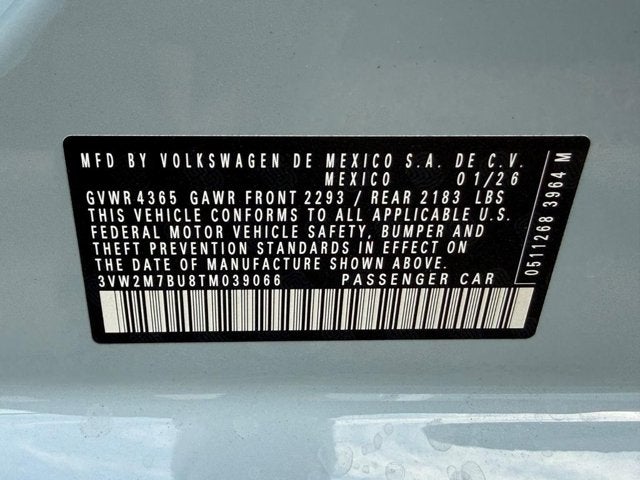 MFD BY VOLKSWAGEN DE MEXICO S.A. DE C.V.
MEXICO 01/26
GVWR 4365 GAWR FRONT 2293 / REAR 2183 LBS
THIS VEHICLE CONFORMS TO ALL APPLICABLE U.S.
FEDERAL MOTOR VEHICLE SAFETY, BUMPER AND
THEFT PREVENTION STANDARDS IN EFFECT ON
THE DATE OF MANUFACTURE SHOWN ABOVE.
3VW2M7BU8TM039066 PASSENGER CAR
0511268 3964 M